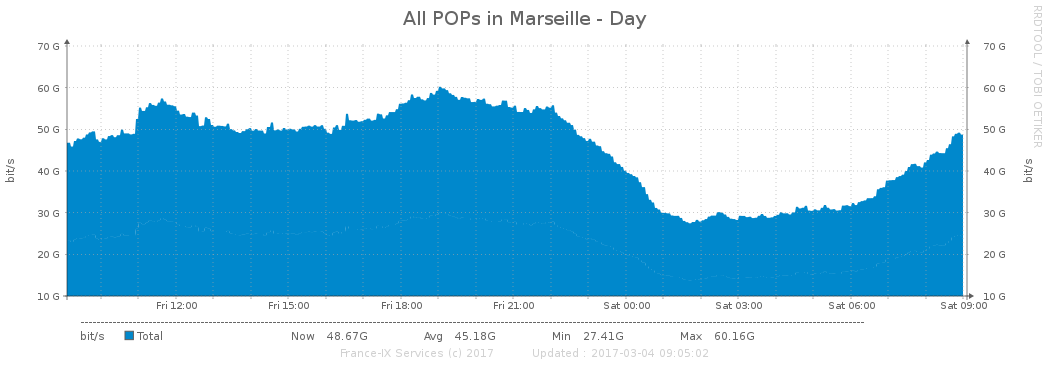 All POPs in Marseille - Day
RRDTOOL / TOBI OETIKER
bit/s
70 G 70 G
60 G 60 G
50 G 50 G
40 G 40 G
30 G 30 G
20 G 20 G
10 G 10 G
bit/s
Fri 12:00 Fri 15:00 Fri 18:00 Fri 21:00 Sat 00:00 Sat 03:00 Sat 06:00 Sat 09:00
bit/s Total Now 48.67G Avg 45.18G Min 27.41G Max 60.16G
France-IX Services (c) 2017 Updated : 2017-03-04 09:05:02